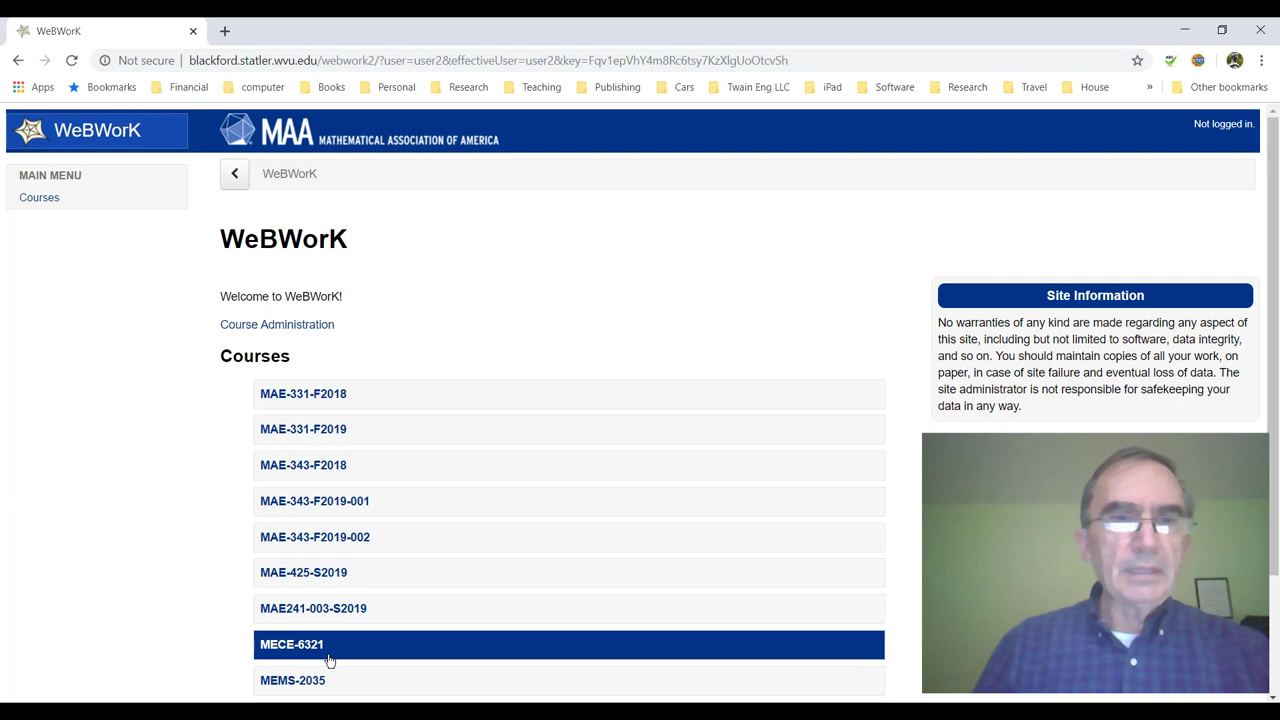 WeBWorK
Not secure | blackford.statler.wvu.edu/webwork2/?user=user2&effectiveUser=user2&key=Fqv1epVhY4m8Rc6tsy7KzXlgUoOtcvSh
Apps Bookmarks Financial computer Books Personal Research Teaching Publishing Cars Twain Eng LLC iPad Software Research Travel House » Other bookmarks
WeBWorK
MAA MATHEMATICAL ASSOCIATION OF AMERICA
Not logged in.
MAIN MENU
Courses
WeBWorK
WeBWorK
Welcome to WeBWorK!
Course Administration
Courses
MAE-331-F2018
MAE-331-F2019
MAE-343-F2018
MAE-343-F2019-001
MAE-343-F2019-002
MAE-425-S2019
MAE241-003-S2019
MECE-6321
MEMS-2035
Site Information
No warranties of any kind are made regarding any aspect of
this site, including but not limited to software, data integrity,
and so on. You should maintain copies of all your work, on
paper, in case of site failure and eventual loss of data. The
site administrator is not responsible for safekeeping your
data in any way.